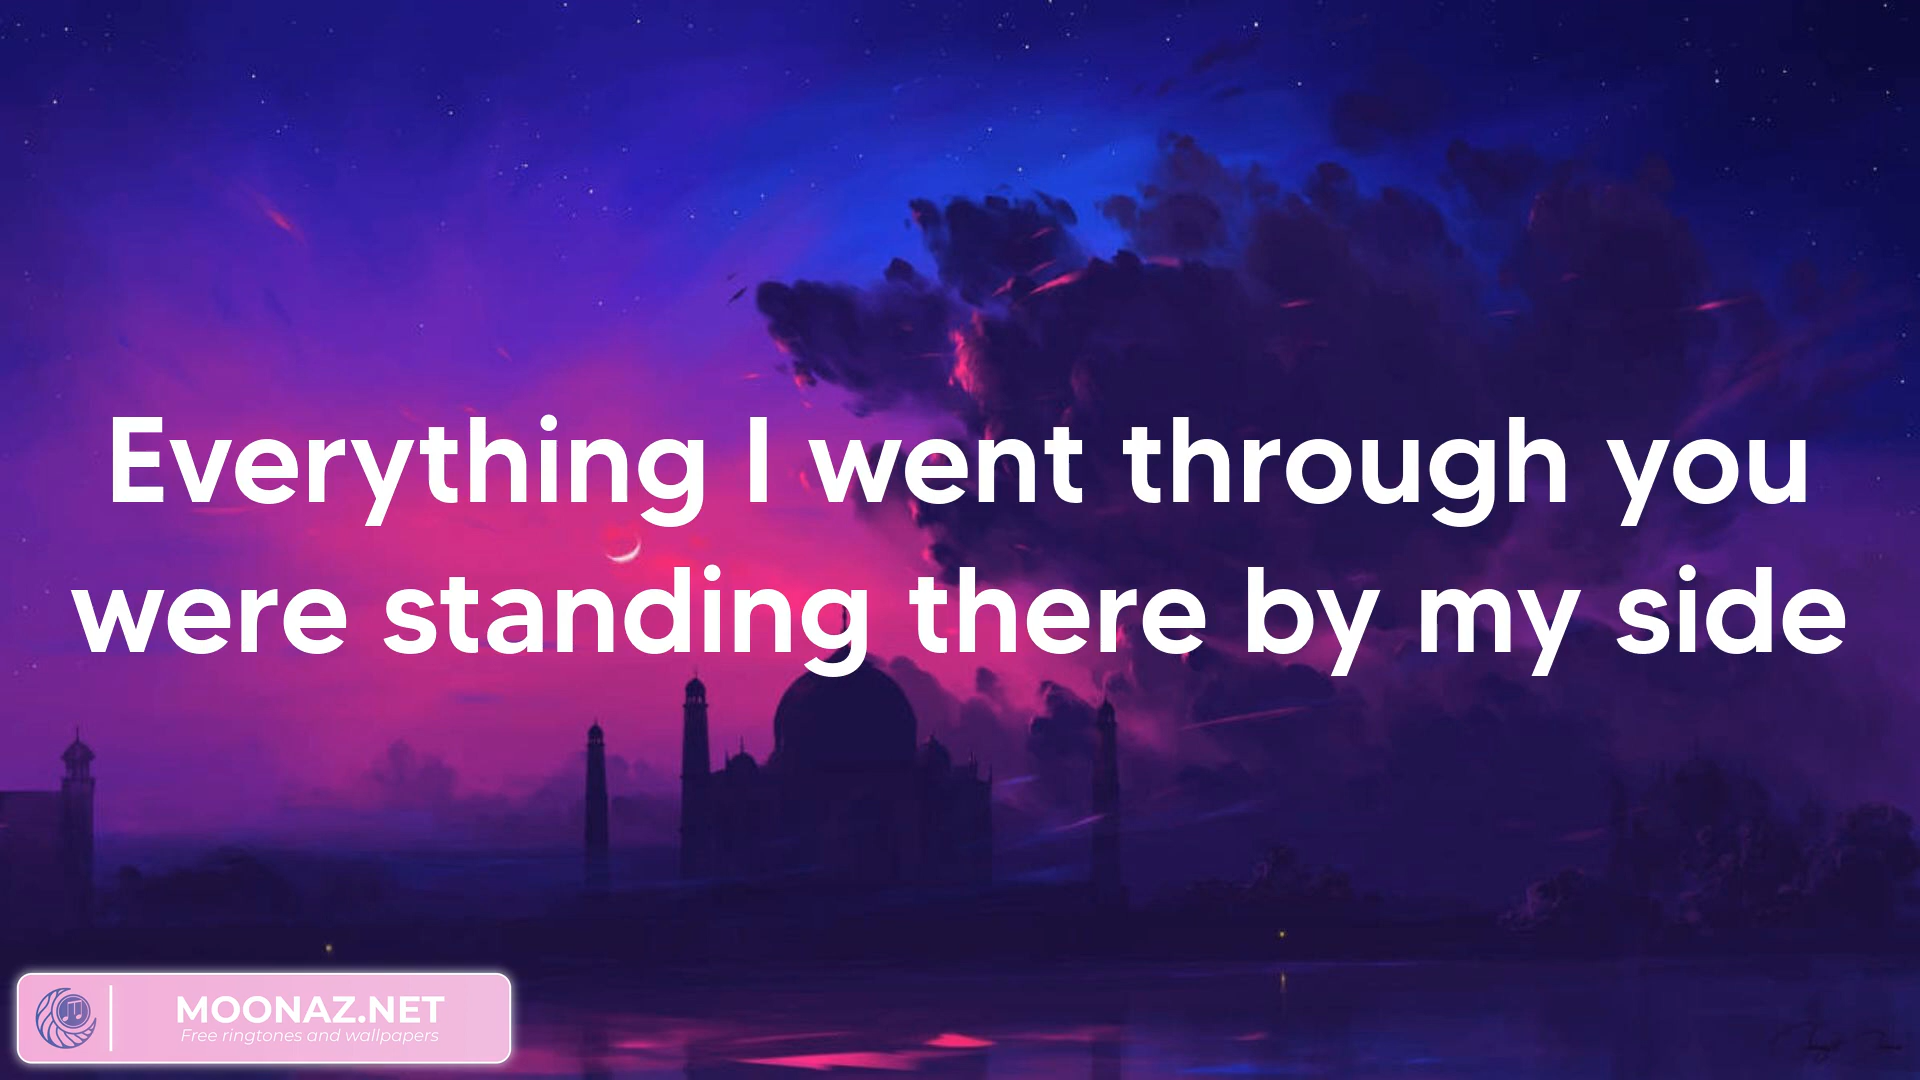 Everything I went through you
were standing there by my side
MOONAZ.NET
Free ringtones and wallpapers